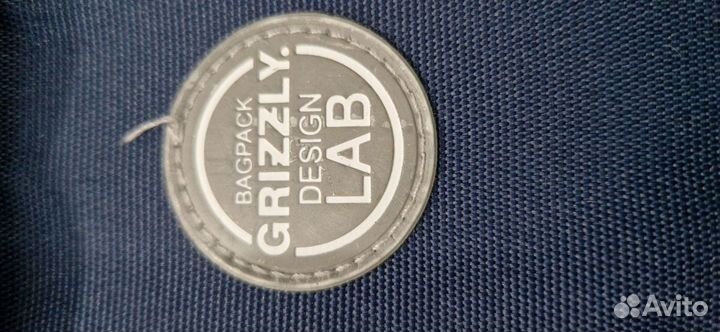 BAGPACK
GRIZZLY.
DESIGN
LAB
Avito